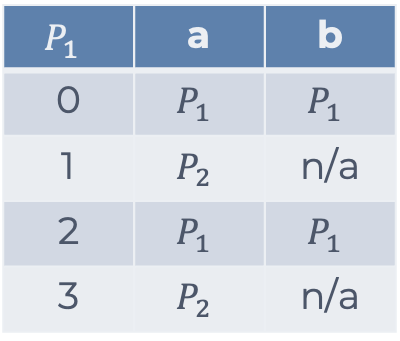 P₁ a b
0 P₁ P₁
1 P₂ n/a
2 P₁ P₁
3 P₂ n/a